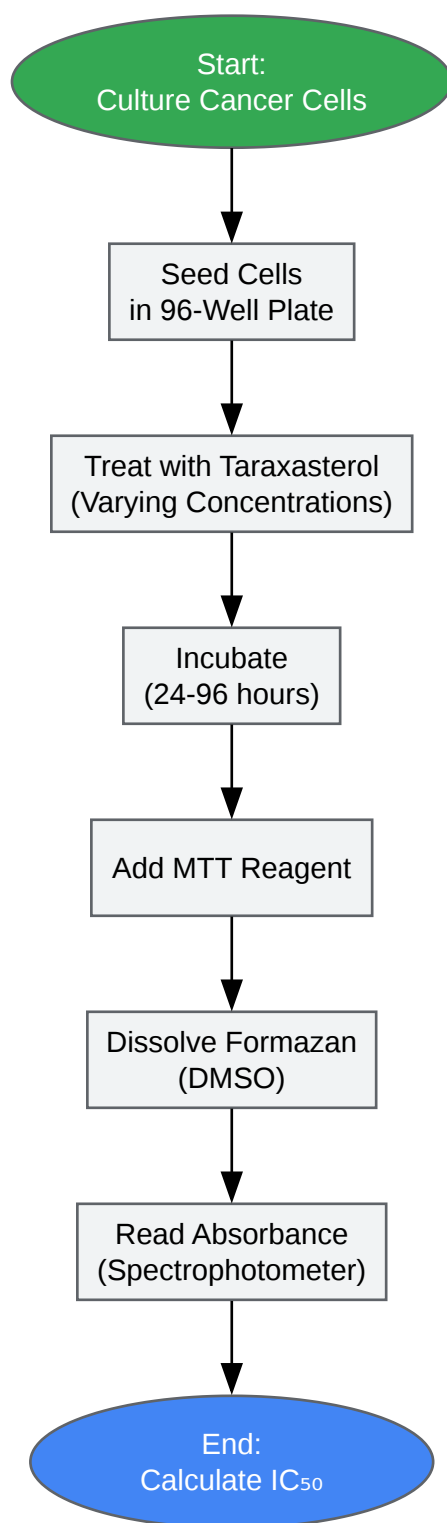 Start:
Culture Cancer Cells
Seed Cells
in 96-Well Plate
Treat with Taraxasterol
(Varying Concentrations)
Incubate
(24-96 hours)
Add MTT Reagent
Dissolve Formazan
(DMSO)
Read Absorbance
(Spectrophotometer)
End:
Calculate IC₅₀